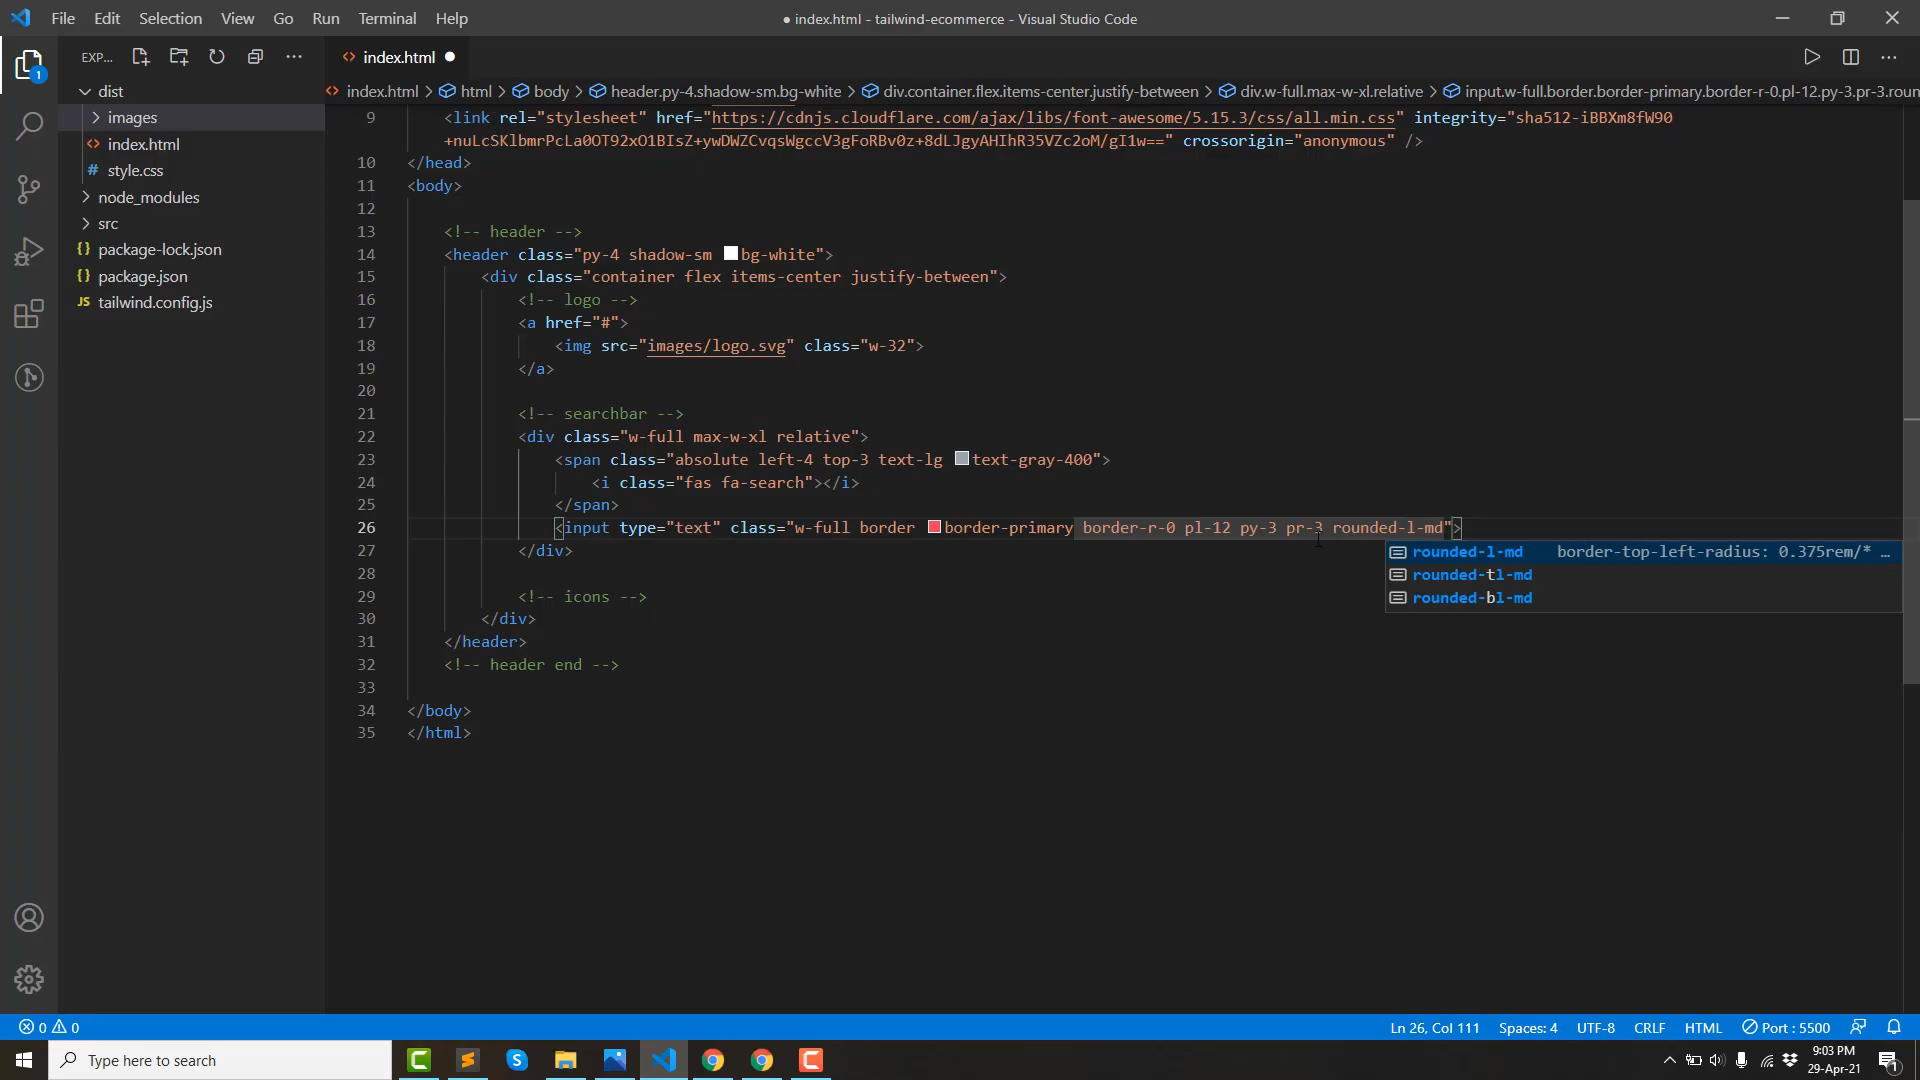 File Edit Selection View Go Run Terminal Help
● index.html - tailwind-ecommerce - Visual Studio Code
EXP...
index.html ●
1
dist
images
index.html
style.css
node_modules
src
package-lock.json
package.json
tailwind.config.js
index.html > html > body > header.py-4.shadow-sm.bg-white > div.container.flex.items-center.justify-between > div.w-full.max-w-xl.relative > input.w-full.border.border-primary.border-r-0.pl-12.py-3.pr-3.roun
9 <link rel="stylesheet" href="https://cdnjs.cloudflare.com/ajax/libs/font-awesome/5.15.3/css/all.min.css" integrity="sha512-iBBXm8fW90
+nuLcSKlbmrPcLa0OT92xO1BIsZ+ywDWZCvqsWgccV3gFoRBv0z+8dLJgyAHIhR35VZc2oM/gI1w==" crossorigin="anonymous" />
10 </head>
11 <body>
12
13 <!-- header -->
14 <header class="py-4 shadow-sm bg-white">
15 <div class="container flex items-center justify-between">
16 <!-- logo -->
17 <a href="#">
18 <img src="images/logo.svg" class="w-32">
19 </a>
20
21 <!-- searchbar -->
22 <div class="w-full max-w-xl relative">
23 <span class="absolute left-4 top-3 text-lg text-gray-400">
24 <i class="fas fa-search"></i>
25 </span>
26 <input type="text" class="w-full border border-primary border-r-0 pl-12 py-3 pr-3 rounded-l-md">
27 </div>
rounded-l-md border-top-left-radius: 0.375rem/* …
rounded-tl-md
rounded-bl-md
28
29 <!-- icons -->
30 </div>
31 </header>
32 <!-- header end -->
33
34 </body>
35 </html>
0 0
Ln 26, Col 111 Spaces: 4 UTF-8 CRLF HTML Port : 5500
Type here to search
9:03 PM
29-Apr-21
1